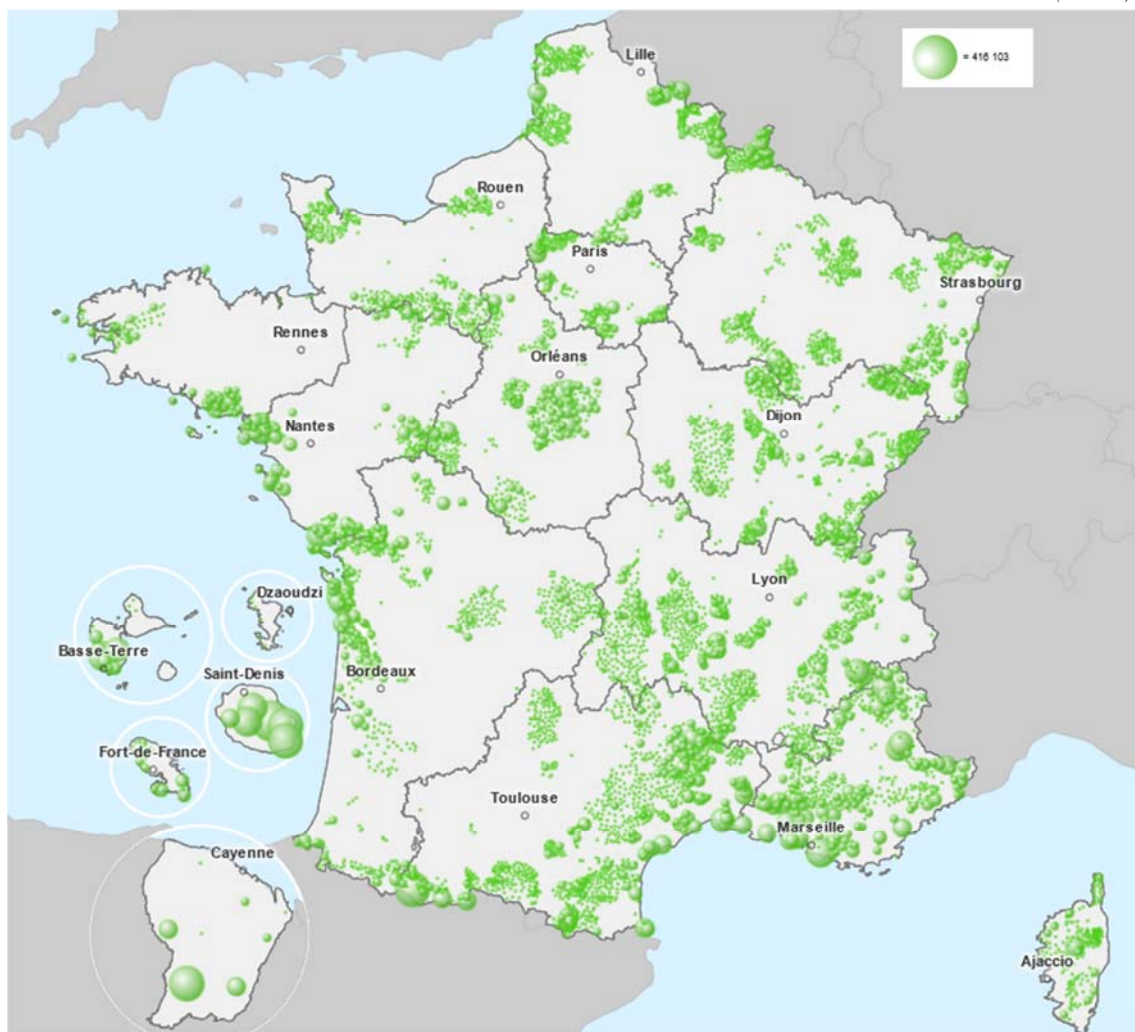 = 416 103
Lille
Rouen
Paris
Strasbourg
Rennes
Orléans
Nantes
Dijon
Dzaoudzi
Lyon
Basse-Terre
Saint-Denis
Bordeaux
Fort-de-France
Toulouse
Marseille
Cayenne
Ajaccio